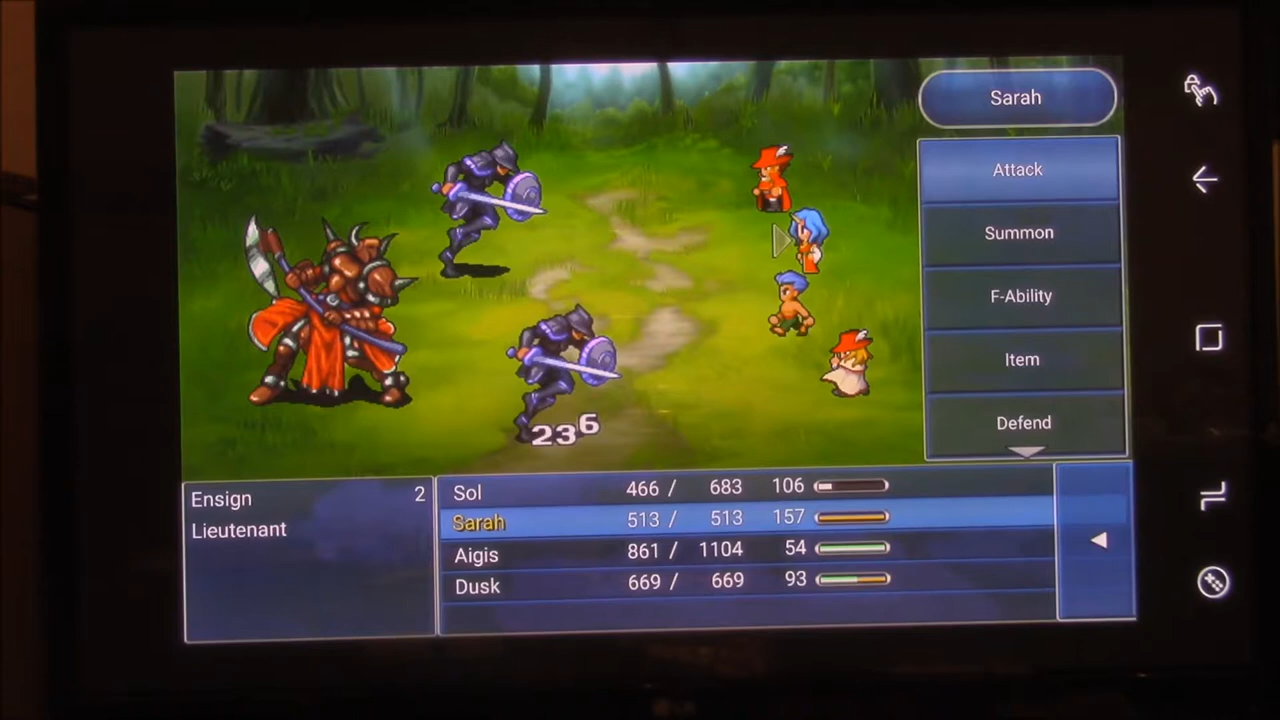 Sarah
Attack
Summon
F-Ability
Item
Defend
236
Ensign 2
Lieutenant
Sol 466 / 683 106
Sarah 513 / 513 157
Aigis 861 / 1104 54
Dusk 669 / 669 93